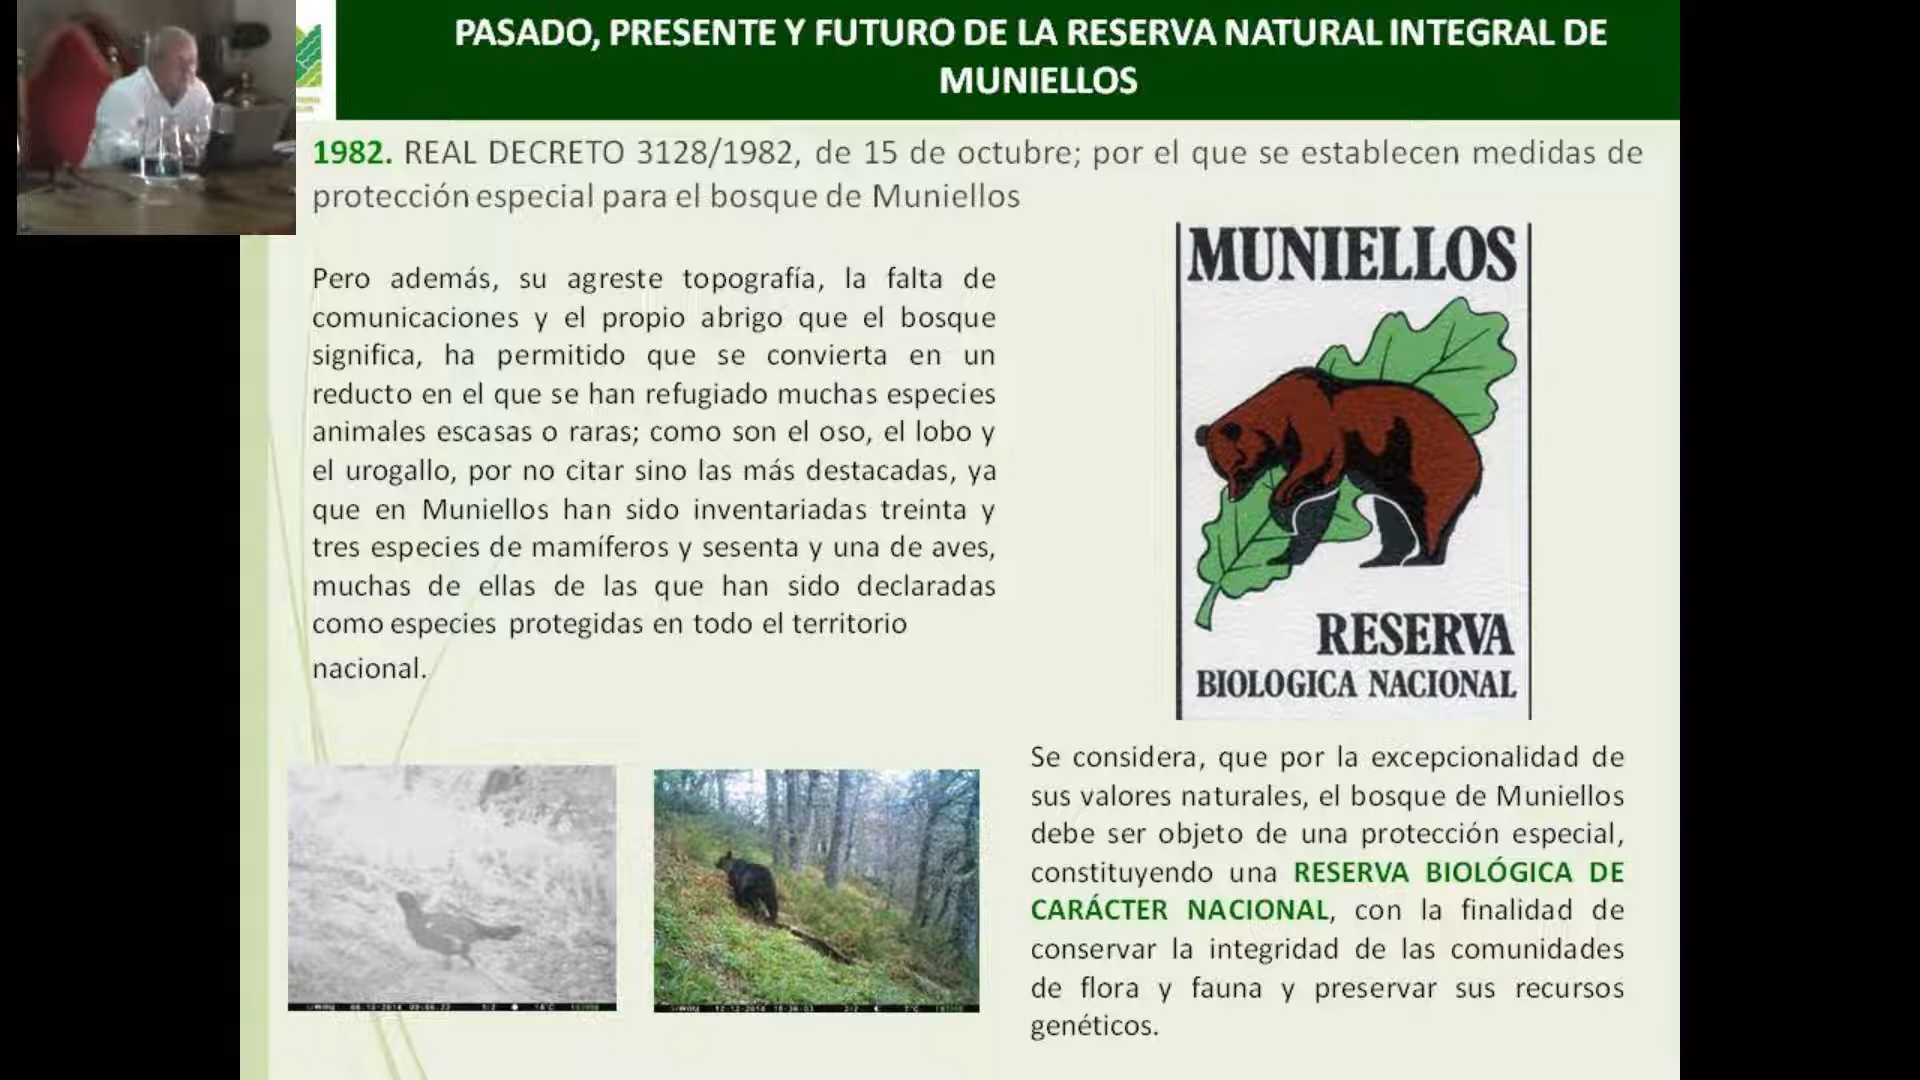 PASADO, PRESENTE Y FUTURO DE LA RESERVA NATURAL INTEGRAL DE
MUNIELLOS
1982. REAL DECRETO 3128/1982, de 15 de octubre; por el que se establecen medidas de
protección especial para el bosque de Muniellos
Pero además, su agreste topografía, la falta de
comunicaciones y el propio abrigo que el bosque
significa, ha permitido que se convierta en un
reducto en el que se han refugiado muchas especies
animales escasas o raras; como son el oso, el lobo y
el urogallo, por no citar sino las más destacadas, ya
que en Muniellos han sido inventariadas treinta y
tres especies de mamíferos y sesenta y una de aves,
muchas de ellas de las que han sido declaradas
como especies protegidas en todo el territorio
nacional.
MUNIELLOS
RESERVA
BIOLOGICA NACIONAL
Se considera, que por la excepcionalidad de
sus valores naturales, el bosque de Muniellos
debe ser objeto de una protección especial,
constituyendo una RESERVA BIOLÓGICA DE
CARÁCTER NACIONAL, con la finalidad de
conservar la integridad de las comunidades
de flora y fauna y preservar sus recursos
genéticos.